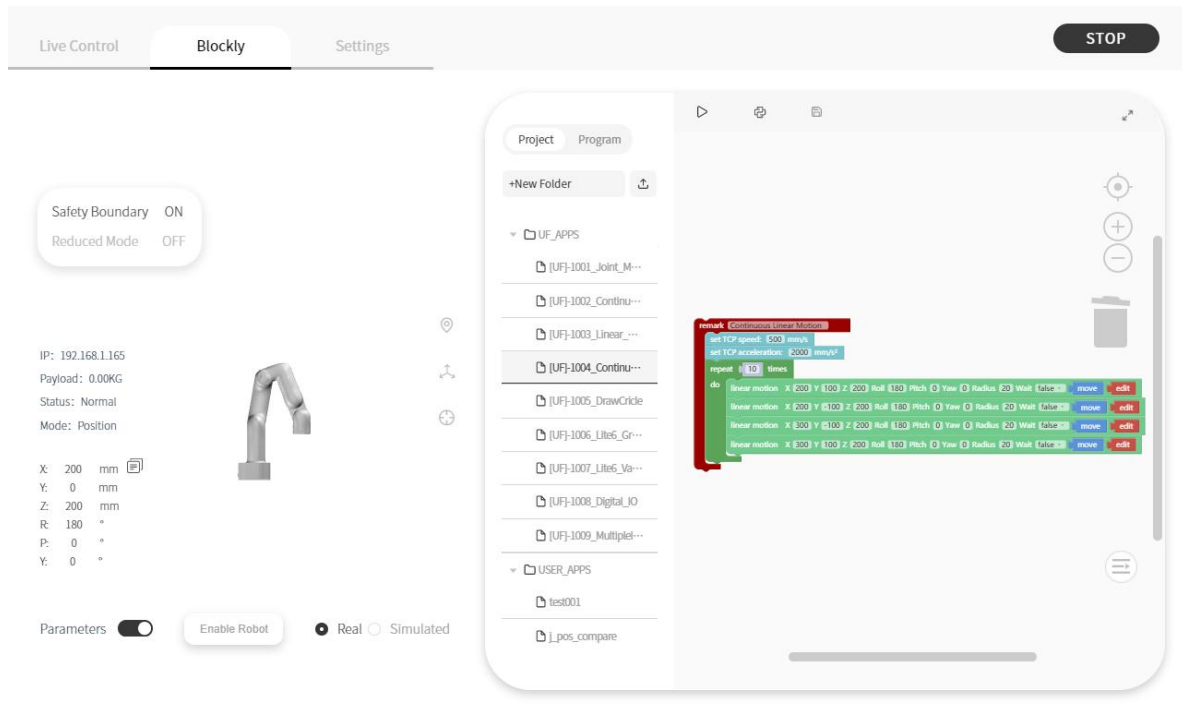 Live Control
Blockly
Settings
STOP
Safety Boundary ON
Reduced Mode OFF
IP: 192.168.1.165
Payload: 0.00KG
Status: Normal
Mode: Position
X: 200 mm
Y: 0 mm
Z: 200 mm
R: 180 °
P: 0 °
Y: 0 °
Parameters
Enable Robot
Real
Simulated
Project
Program
+New Folder
UF_APPS
[UF]-1001_Joint_M···
[UF]-1002_Continu···
[UF]-1003_Linear_···
[UF]-1004_Continu···
[UF]-1005_DrawCricle
[UF]-1006_Lite6_Gr···
[UF]-1007_Lite6_Va···
[UF]-1008_Digital_IO
[UF]-1009_Multiplel···
USER_APPS
test001
j_pos_compare
remark Continuous Linear Motion
set TCP speed: 500 mm/s
set TCP acceleration: 2000 mm/s²
repeat 10 times
do linear motion X 200 Y 100 Z 200 Roll 180 Pitch 0 Yaw 0 Radius 20 Wait false move edit
linear motion X 200 Y -100 Z 200 Roll 180 Pitch 0 Yaw 0 Radius 20 Wait false move edit
linear motion X 300 Y -100 Z 200 Roll 180 Pitch 0 Yaw 0 Radius 20 Wait false move edit
linear motion X 300 Y 100 Z 200 Roll 180 Pitch 0 Yaw 0 Radius 20 Wait false move edit